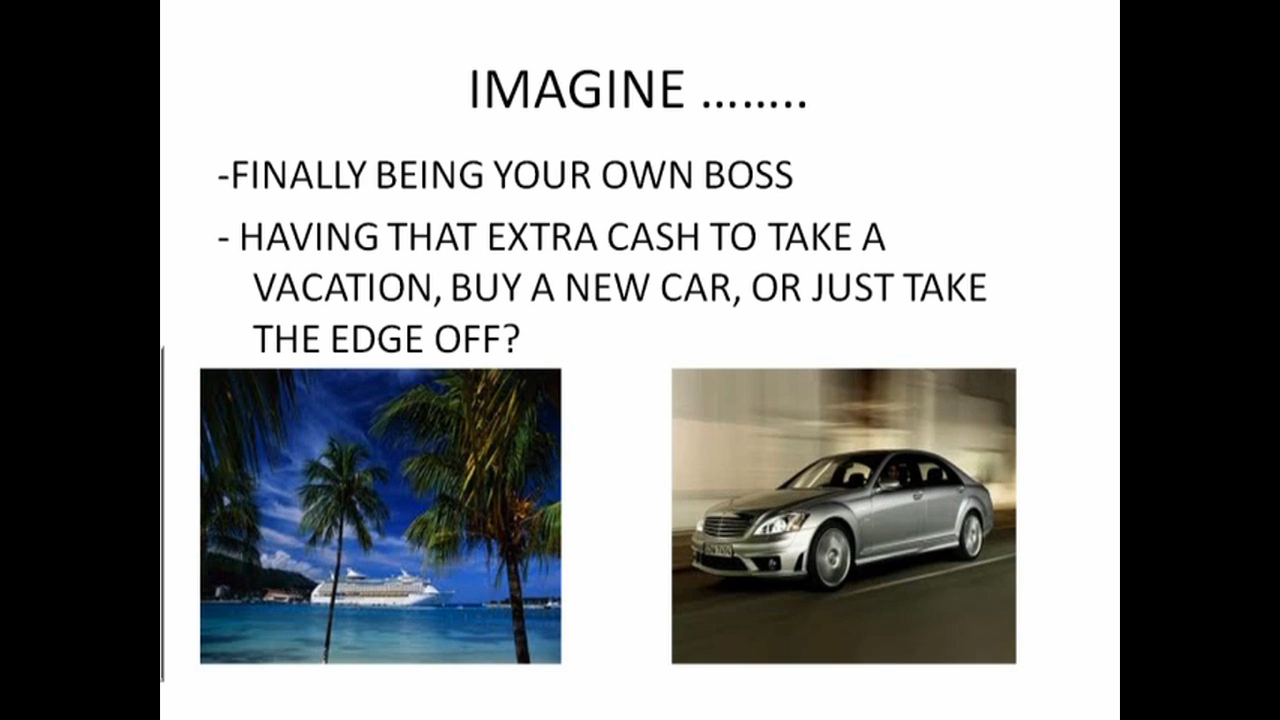 IMAGINE ……..
-FINALLY BEING YOUR OWN BOSS
- HAVING THAT EXTRA CASH TO TAKE A
VACATION, BUY A NEW CAR, OR JUST TAKE
THE EDGE OFF?